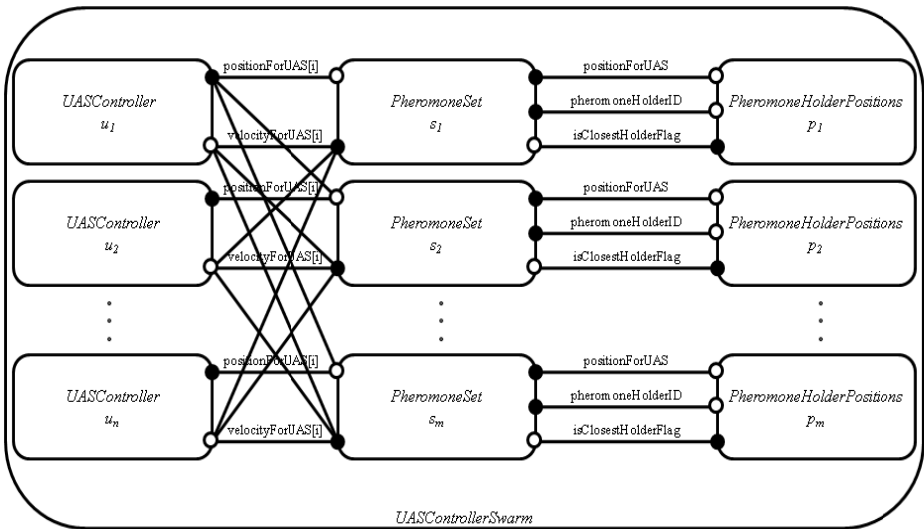 positionForUAS[i]
positionForUAS
UASController
u1
PheromoneSet
s1
pheromoneHolderID
PheromoneHolderPositions
p1
velocityForUAS[i]
isClosestHolderFlag
positionForUAS[i]
positionForUAS
UASController
u2
PheromoneSet
s2
pheromoneHolderID
PheromoneHolderPositions
p2
velocityForUAS[i]
isClosestHolderFlag
positionForUAS[i]
positionForUAS
UASController
un
PheromoneSet
sm
pheromoneHolderID
PheromoneHolderPositions
pm
velocityForUAS[i]
isClosestHolderFlag
UASControllerSwarm